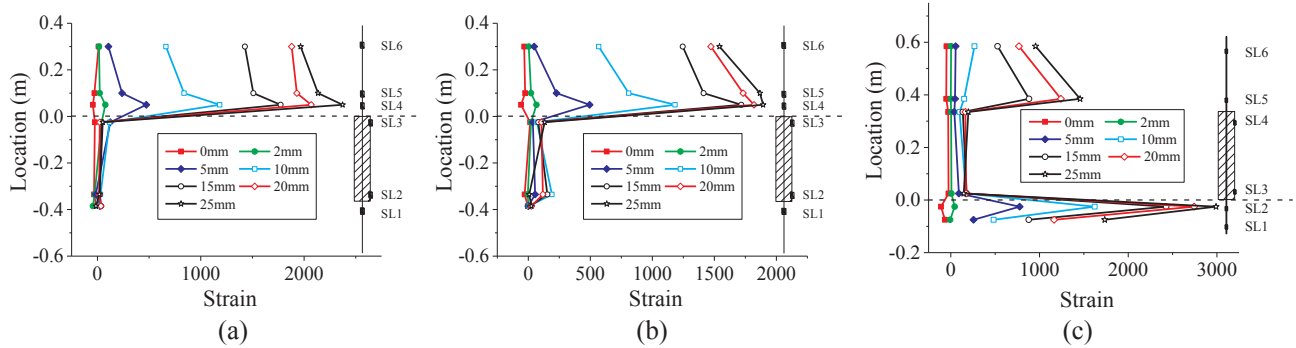 0.4
0.2
0.0
-0.2
-0.4
-0.6
Location (m)
0 1000 2000
Strain
SL6
SL5
SL4
SL3
SL2
SL1
0mm 2mm
5mm 10mm
15mm 20mm
25mm
(a)
0.4
0.2
0.0
-0.2
-0.4
-0.6
Location (m)
0 500 1000 1500 2000
Strain
SL6
SL5
SL4
SL3
SL2
SL1
0mm 2mm
5mm 10mm
15mm 20mm
25mm
(b)
0.6
0.4
0.2
0.0
-0.2
Location (m)
0 1000 2000 3000
Strain
SL6
SL5
SL4
SL3
SL2
SL1
0mm 2mm
5mm 10mm
15mm 20mm
25mm
(c)